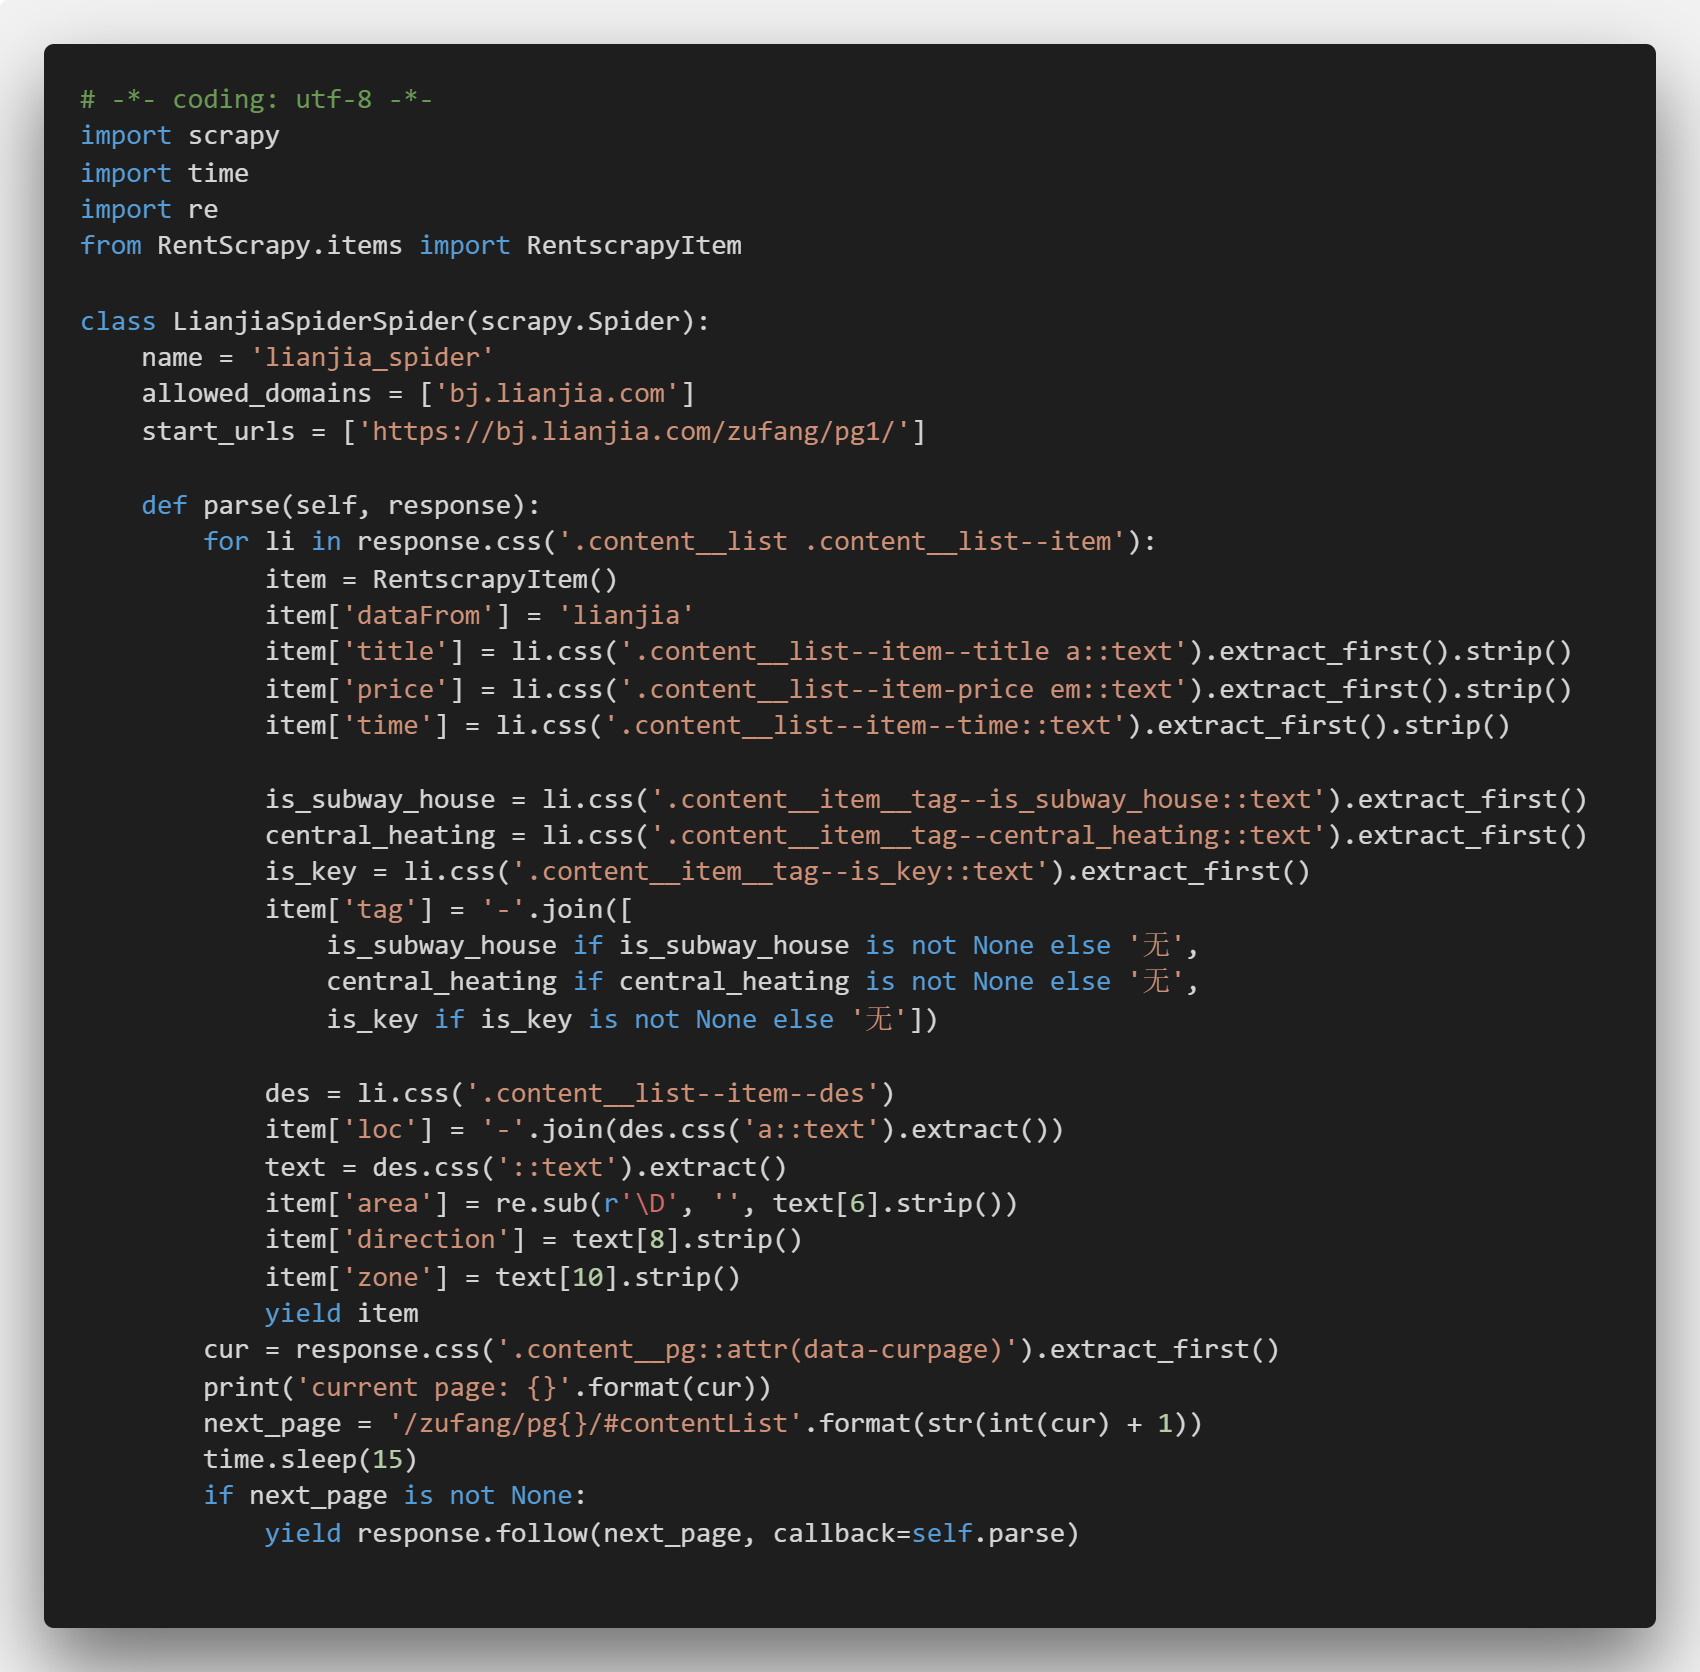 # -*- coding: utf-8 -*-
import scrapy
import time
import re
from RentScrapy.items import RentscrapyItem

class LianjiaSpiderSpider(scrapy.Spider):
    name = 'lianjia_spider'
    allowed_domains = ['bj.lianjia.com']
    start_urls = ['https://bj.lianjia.com/zufang/pg1/']

    def parse(self, response):
        for li in response.css('.content__list .content__list--item'):
            item = RentscrapyItem()
            item['dataFrom'] = 'lianjia'
            item['title'] = li.css('.content__list--item--title a::text').extract_first().strip()
            item['price'] = li.css('.content__list--item-price em::text').extract_first().strip()
            item['time'] = li.css('.content__list--item--time::text').extract_first().strip()

            is_subway_house = li.css('.content__item__tag--is_subway_house::text').extract_first()
            central_heating = li.css('.content__item__tag--central_heating::text').extract_first()
            is_key = li.css('.content__item__tag--is_key::text').extract_first()
            item['tag'] = '-'.join([
                is_subway_house if is_subway_house is not None else '无',
                central_heating if central_heating is not None else '无',
                is_key if is_key is not None else '无'])

            des = li.css('.content__list--item--des')
            item['loc'] = '-'.join(des.css('a::text').extract())
            text = des.css('::text').extract()
            item['area'] = re.sub(r'\D', '', text[6].strip())
            item['direction'] = text[8].strip()
            item['zone'] = text[10].strip()
            yield item
        cur = response.css('.content__pg::attr(data-curpage)').extract_first()
        print('current page: {}'.format(cur))
        next_page = '/zufang/pg{}/#contentList'.format(str(int(cur) + 1))
        time.sleep(15)
        if next_page is not None:
            yield response.follow(next_page, callback=self.parse)